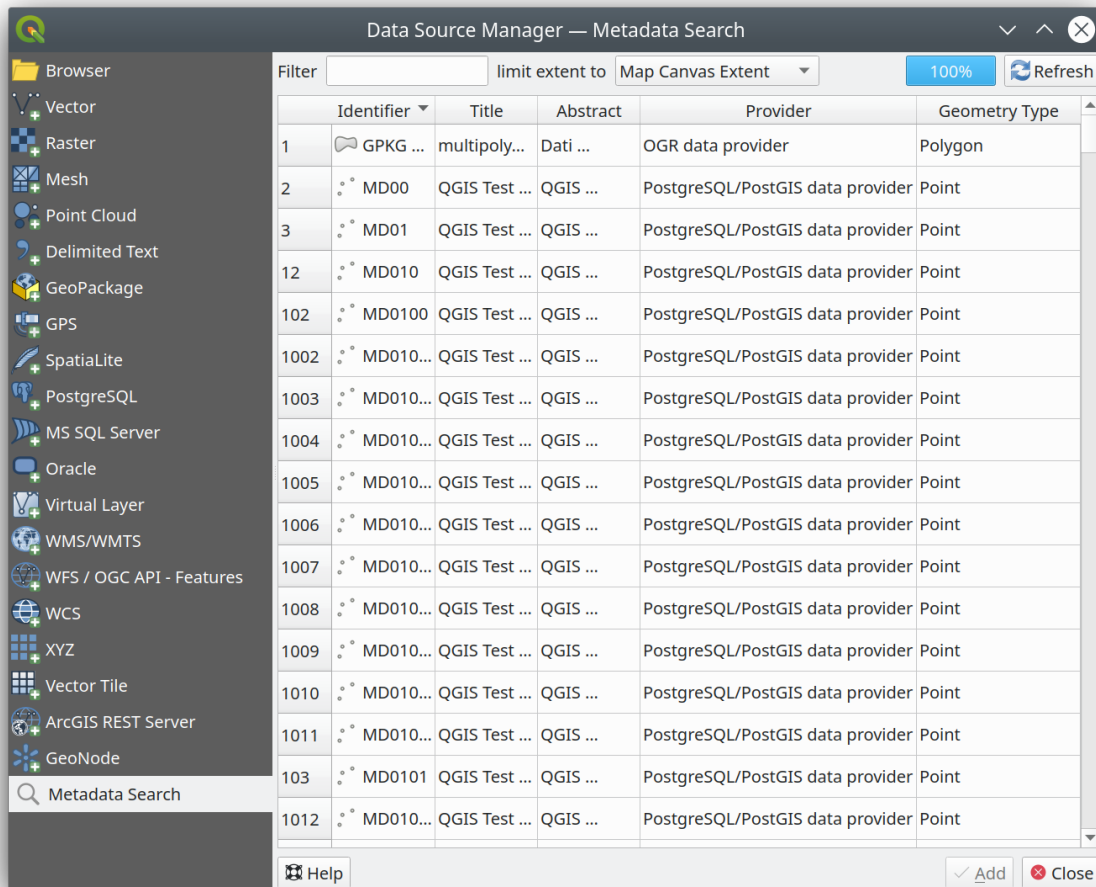 Data Source Manager — Metadata Search
Browser
Vector
Raster
Mesh
Point Cloud
Delimited Text
GeoPackage
GPS
SpatiaLite
PostgreSQL
MS SQL Server
Oracle
Virtual Layer
WMS/WMTS
WFS / OGC API - Features
WCS
XYZ
Vector Tile
ArcGIS REST Server
GeoNode
Metadata Search
Filter limit extent to Map Canvas Extent 100% Refresh
Identifier Title Abstract Provider Geometry Type
1 GPKG ... multipoly... Dati ... OGR data provider Polygon
2 MD00 QGIS Test ... QGIS ... PostgreSQL/PostGIS data provider Point
3 MD01 QGIS Test ... QGIS ... PostgreSQL/PostGIS data provider Point
12 MD010 QGIS Test ... QGIS ... PostgreSQL/PostGIS data provider Point
102 MD0100 QGIS Test ... QGIS ... PostgreSQL/PostGIS data provider Point
1002 MD010... QGIS Test ... QGIS ... PostgreSQL/PostGIS data provider Point
1003 MD010... QGIS Test ... QGIS ... PostgreSQL/PostGIS data provider Point
1004 MD010... QGIS Test ... QGIS ... PostgreSQL/PostGIS data provider Point
1005 MD010... QGIS Test ... QGIS ... PostgreSQL/PostGIS data provider Point
1006 MD010... QGIS Test ... QGIS ... PostgreSQL/PostGIS data provider Point
1007 MD010... QGIS Test ... QGIS ... PostgreSQL/PostGIS data provider Point
1008 MD010... QGIS Test ... QGIS ... PostgreSQL/PostGIS data provider Point
1009 MD010... QGIS Test ... QGIS ... PostgreSQL/PostGIS data provider Point
1010 MD010... QGIS Test ... QGIS ... PostgreSQL/PostGIS data provider Point
1011 MD010... QGIS Test ... QGIS ... PostgreSQL/PostGIS data provider Point
103 MD0101 QGIS Test ... QGIS ... PostgreSQL/PostGIS data provider Point
1012 MD010... QGIS Test ... QGIS ... PostgreSQL/PostGIS data provider Point
Help Add Close